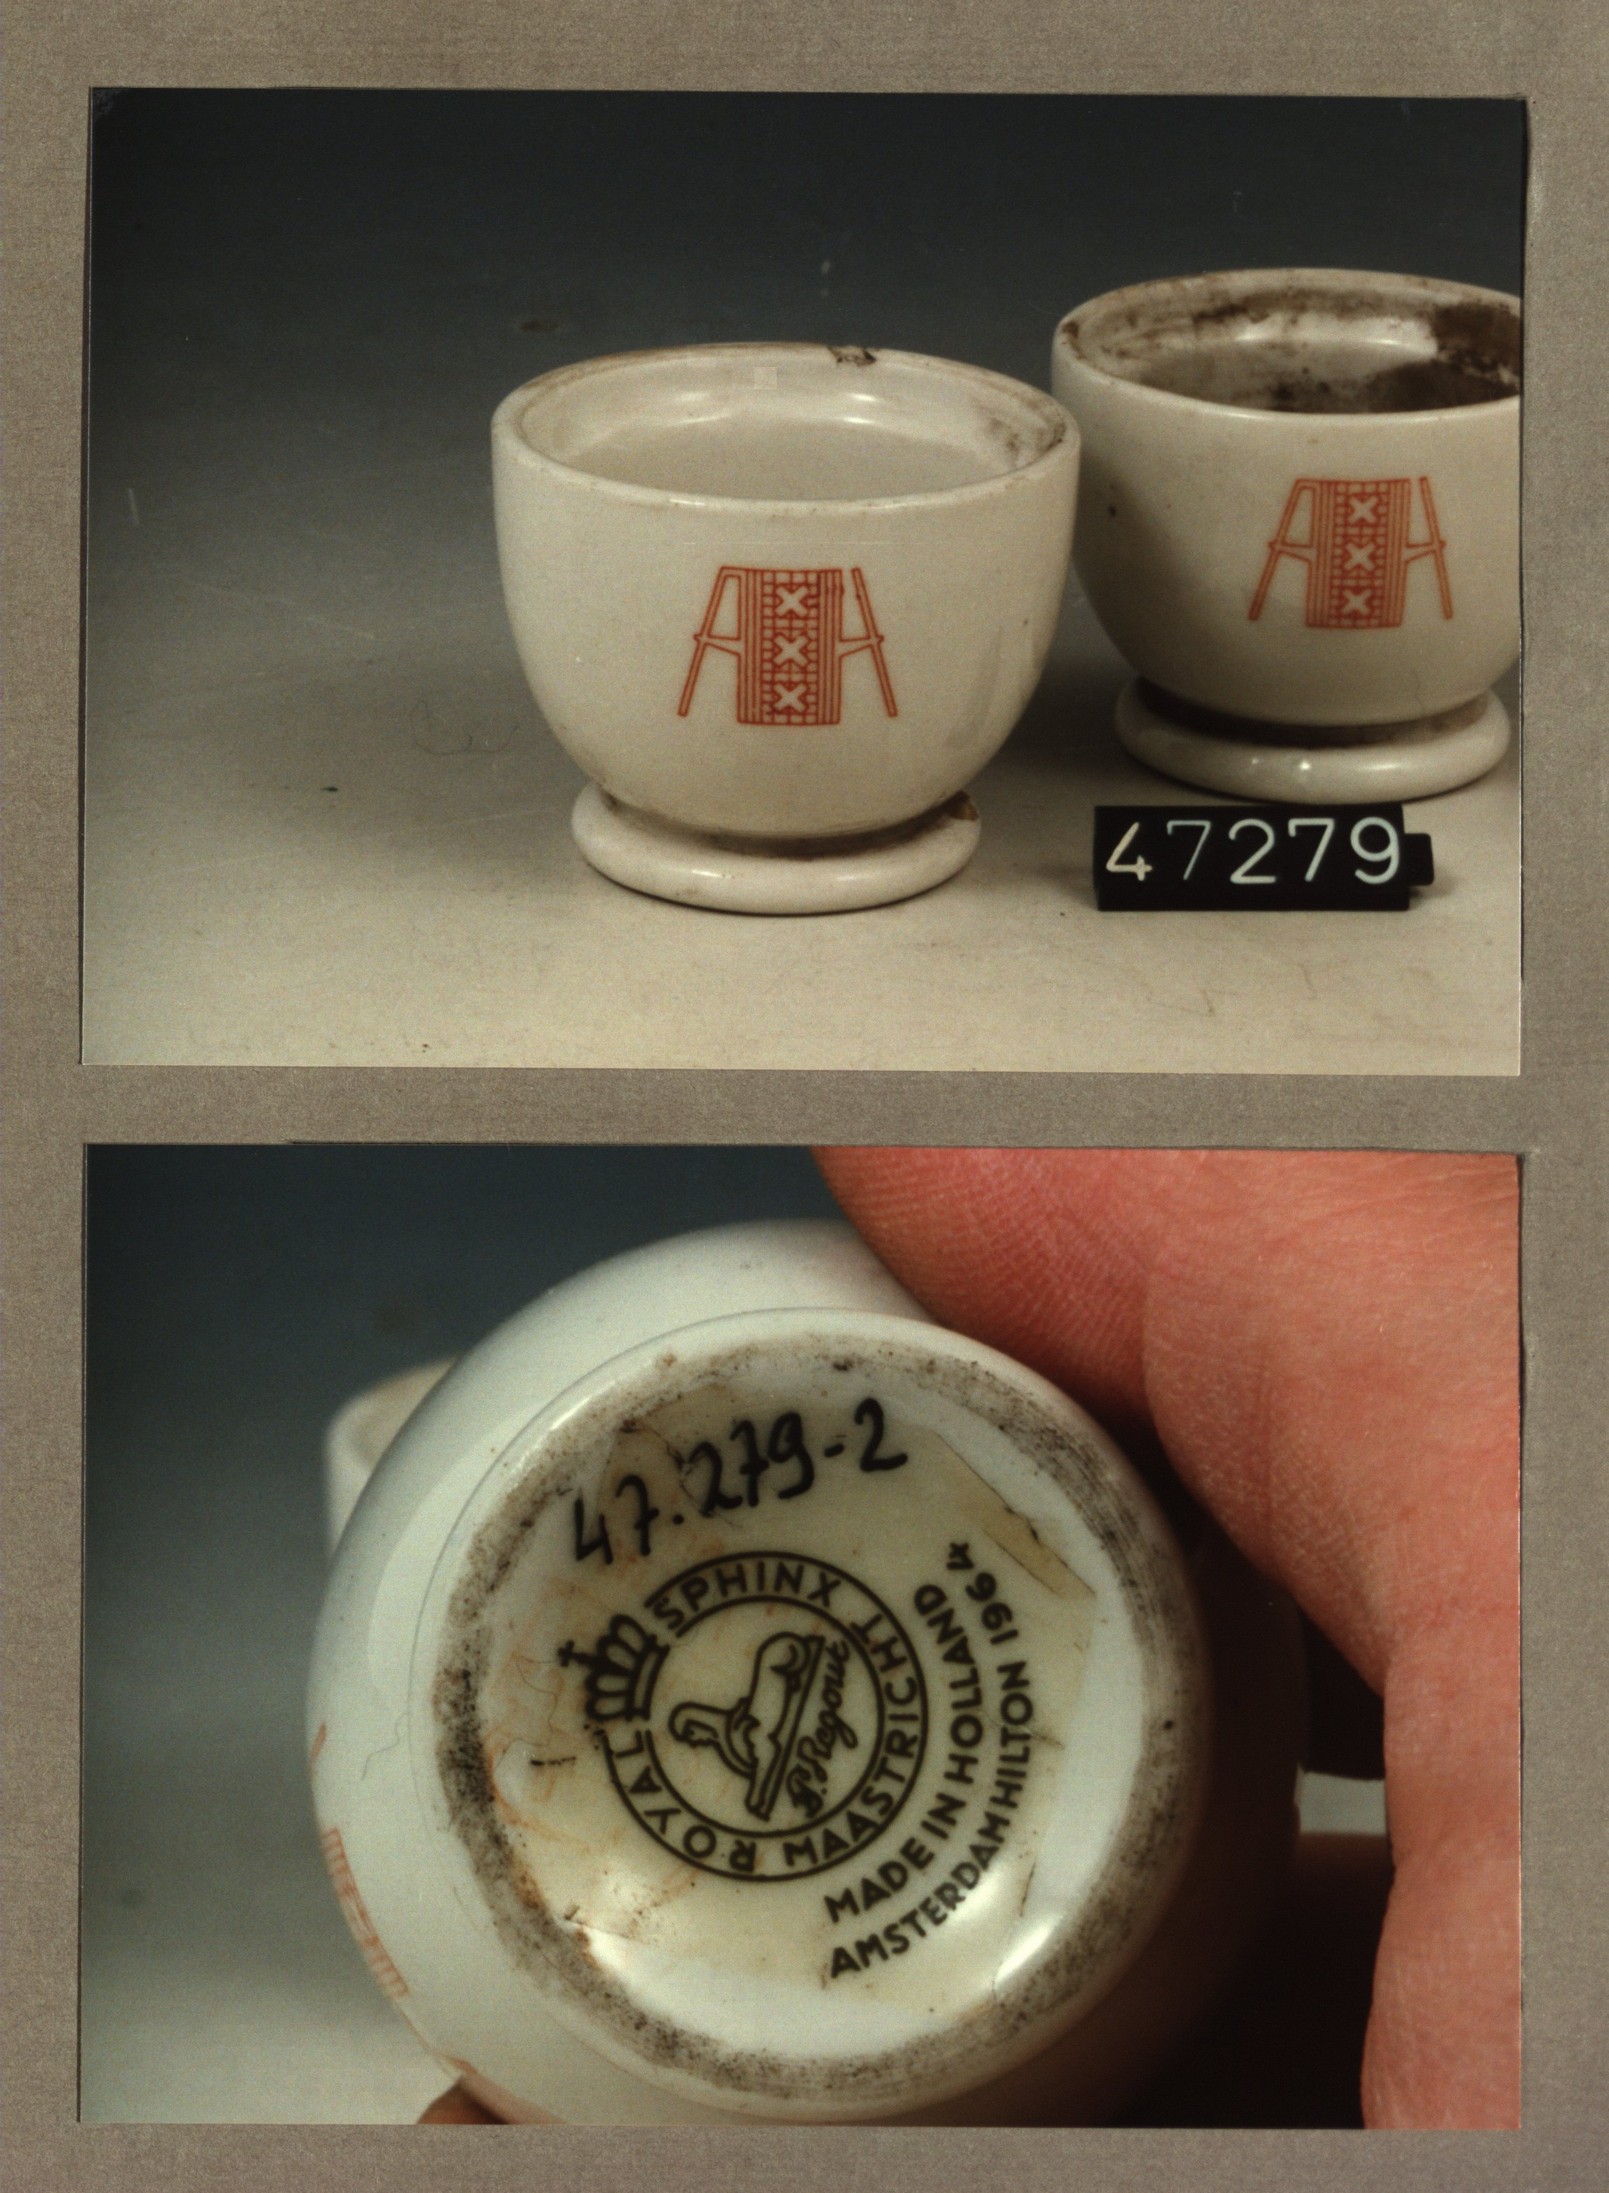 47279
47.279-2
ROYAL SPHINX MAASTRICHT
P. Regout
MADE IN HOLLAND
AMSTERDAM HILTON 1964